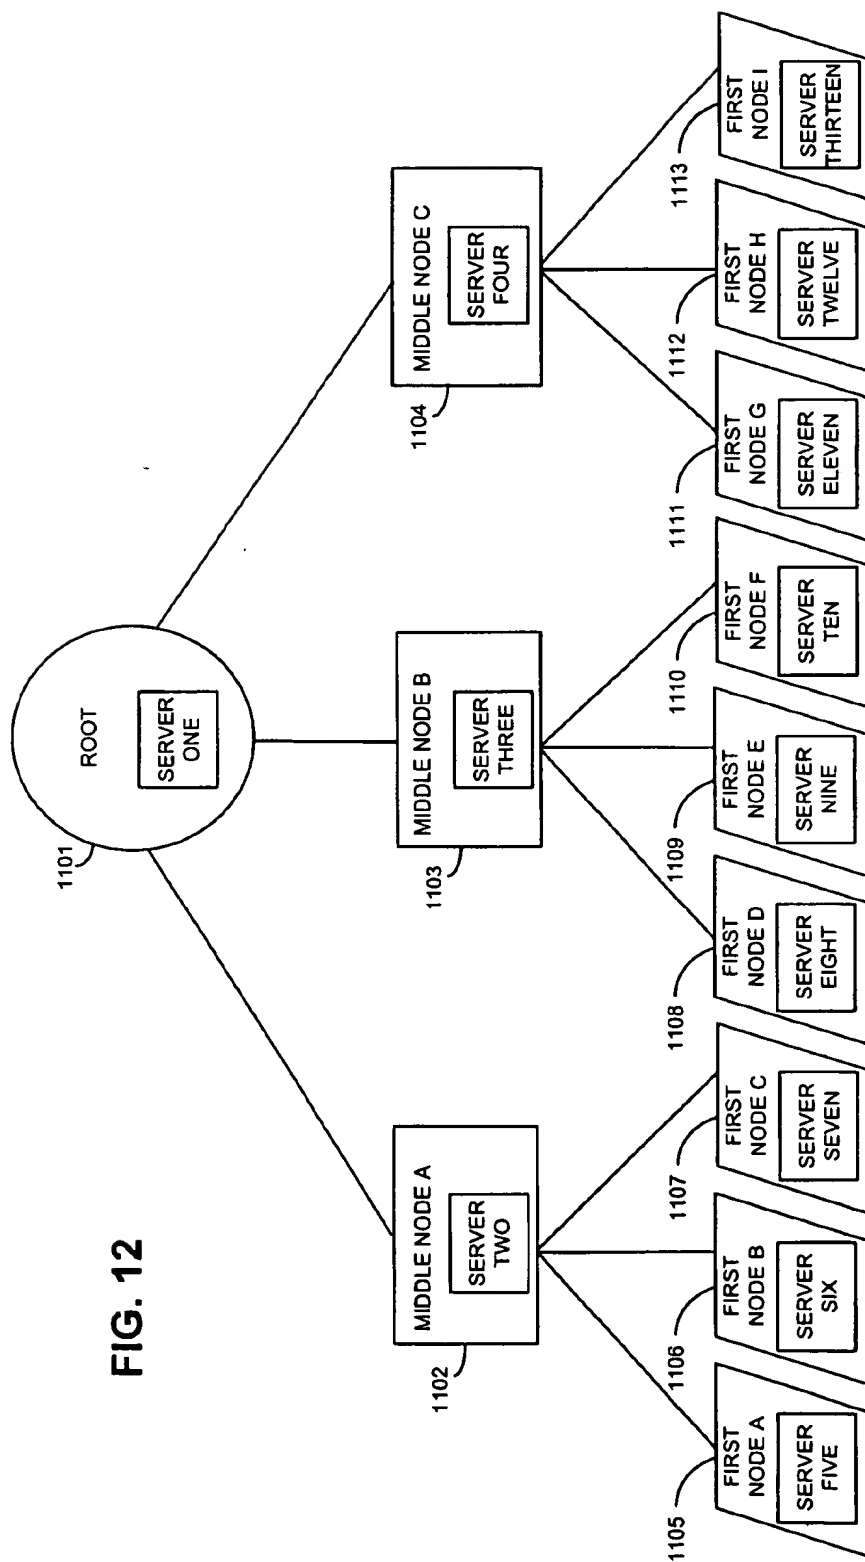 FIG. 12
1101
ROOT
SERVER
ONE
1102
MIDDLE NODE A
SERVER
TWO
1103
MIDDLE NODE B
SERVER
THREE
1104
MIDDLE NODE C
SERVER
FOUR
1105
FIRST
NODE A
SERVER
FIVE
1106
FIRST
NODE B
SERVER
SIX
1107
FIRST
NODE C
SERVER
SEVEN
1108
FIRST
NODE D
SERVER
EIGHT
1109
FIRST
NODE E
SERVER
NINE
1110
FIRST
NODE F
SERVER
TEN
1111
FIRST
NODE G
SERVER
ELEVEN
1112
FIRST
NODE H
SERVER
TWELVE
1113
FIRST
NODE I
SERVER
THIRTEEN